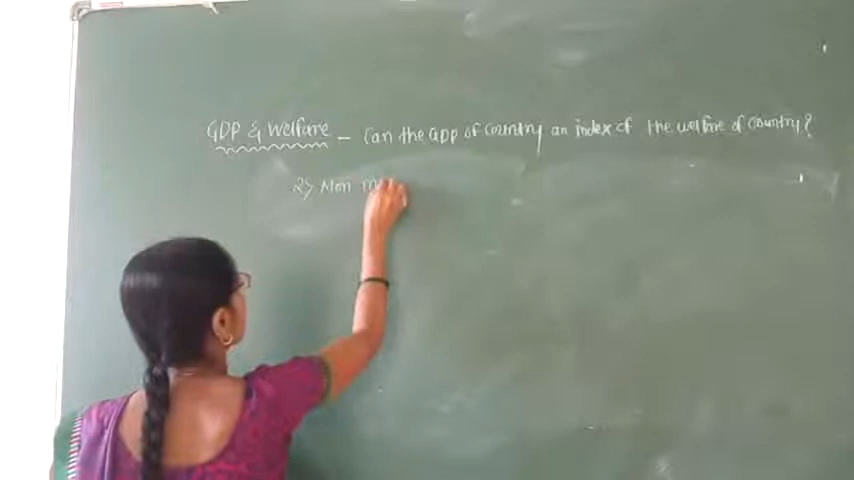 GDP & Welfare – Can the GDP of Country an index of the welfare of Country?
2) Non m